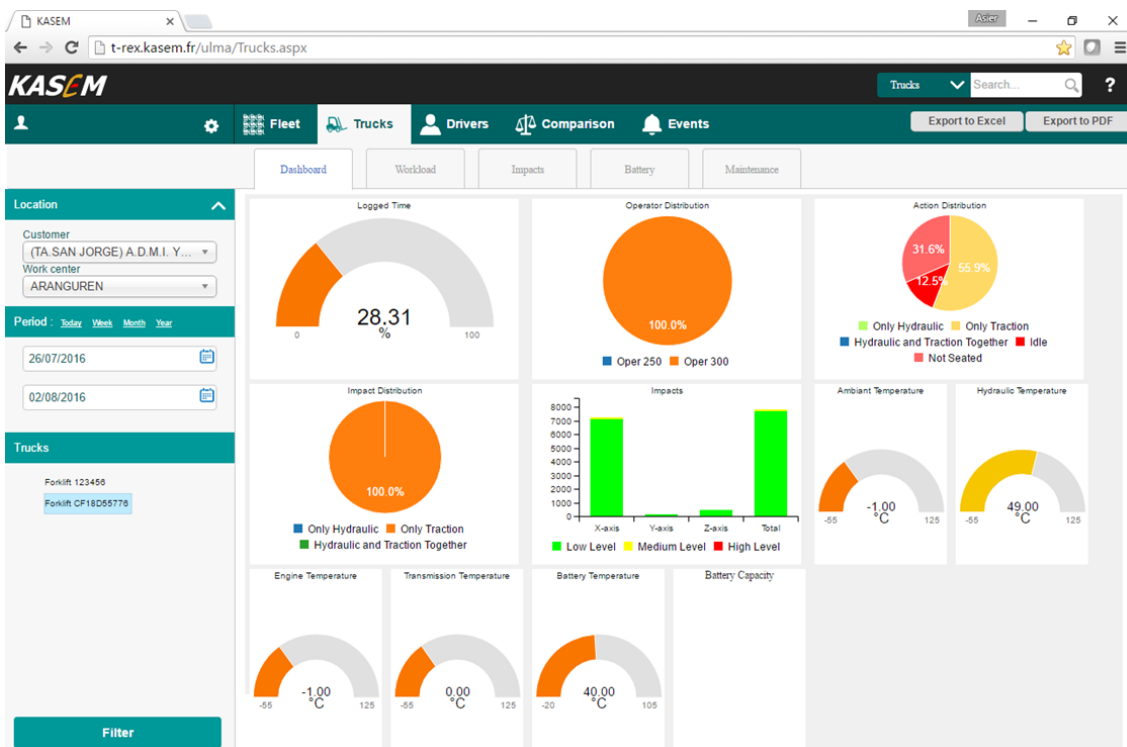 KASEM
Asier
t-rex.kasem.fr/ulma/Trucks.aspx
KASEM
Trucks
Search...
?
Fleet
Trucks
Drivers
Comparison
Events
Export to Excel
Export to PDF
Dashboard
Workload
Impacts
Battery
Maintenance
Location
Customer
(TA.SAN JORGE) A.D.M.I. Y...
Work center
ARANGUREN
Period : Today Week Month Year
26/07/2016
02/08/2016
Trucks
Forklift 123456
Forklift CF18D55776
Filter
Logged Time
28.31
%
0
100
Operator Distribution
100.0%
Oper 250 Oper 300
Action Distribution
31.6%
55.9%
12.5%
Only Hydraulic Only Traction
Hydraulic and Traction Together Idle
Not Seated
Impact Distribution
100.0%
Only Hydraulic Only Traction
Hydraulic and Traction Together
Impacts
8000
7000
6000
5000
4000
3000
2000
1000
0
X-axis Y-axis Z-axis Total
Low Level Medium Level High Level
Ambiant Temperature
-1.00
°C
-55
125
Hydraulic Temperature
49.00
°C
-55
125
Engine Temperature
-1.00
°C
-55
125
Transmission Temperature
0.00
°C
-55
125
Battery Temperature
40.00
°C
-20
105
Battery Capacity